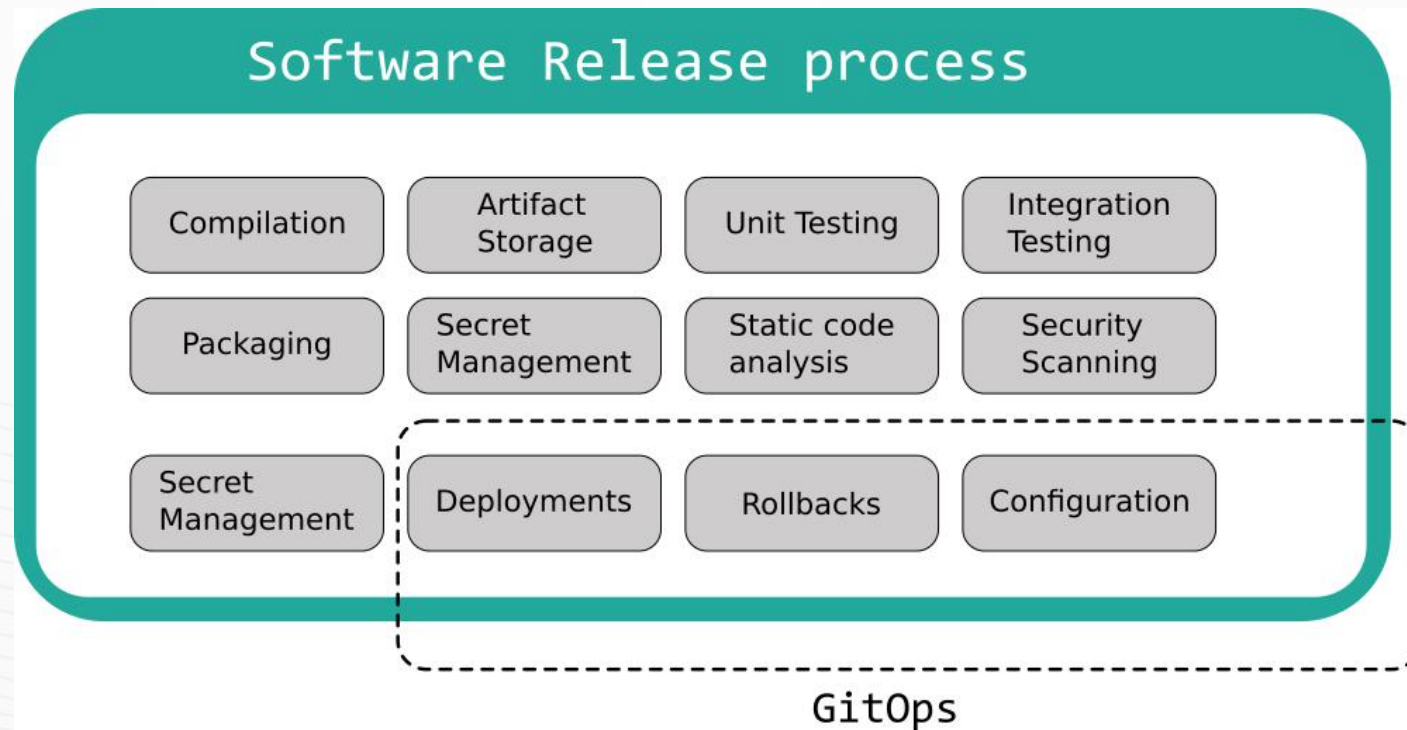 Software Release process
Compilation
Artifact
Storage
Unit Testing
Integration
Testing
Packaging
Secret
Management
Static code
analysis
Security
Scanning
Secret
Management
Deployments
Rollbacks
Configuration
GitOps